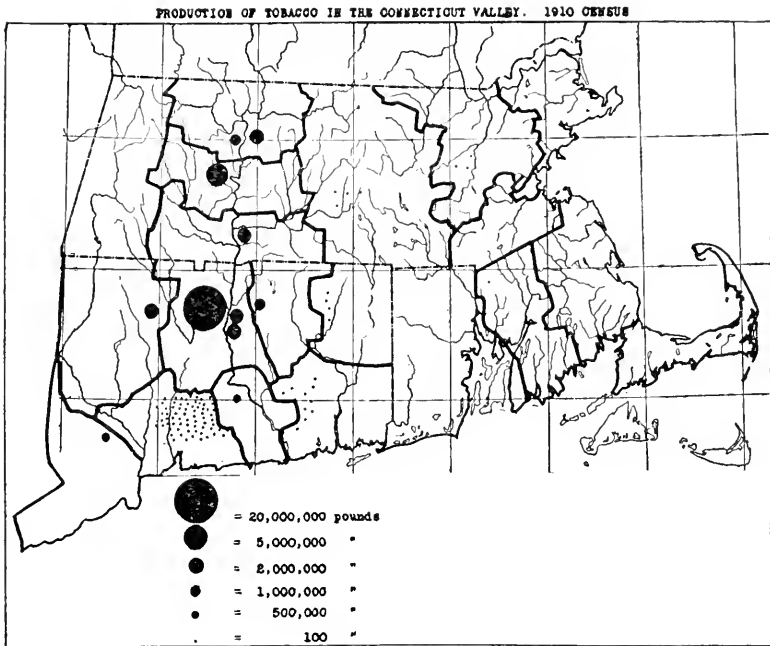 PRODUCTION OF TOBACCO IN THE CONNECTICUT VALLEY. 1910 CENSUS
= 20,000,000 pounds
= 5,000,000 "
= 2,000,000 "
= 1,000,000 "
= 500,000 "
= 100 "